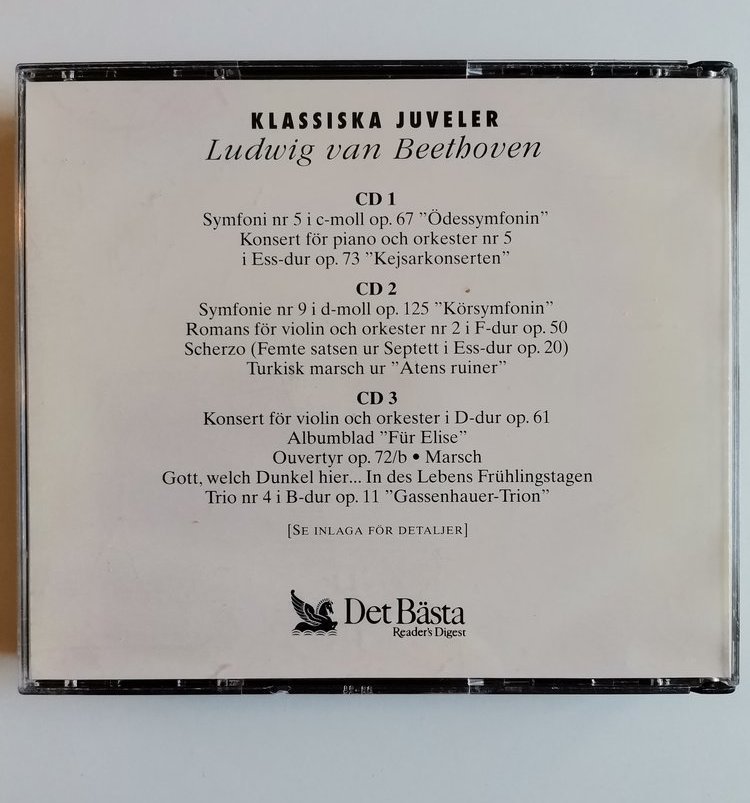 KLASSISKA JUVELER
Ludwig van Beethoven
CD 1
Symfoni nr 5 i c-moll op. 67 ”Ödessymfonin”
Konsert för piano och orkester nr 5
i Ess-dur op. 73 ”Kejsarkonserten”
CD 2
Symfonie nr 9 i d-moll op. 125 ”Körsymfonin”
Romans för violin och orkester nr 2 i F-dur op. 50
Scherzo (Femte satsen ur Septett i Ess-dur op. 20)
Turkisk marsch ur ”Atens ruiner”
CD 3
Konsert för violin och orkester i D-dur op. 61
Albumblad ”Für Elise”
Ouvertyr op. 72/b • Marsch
Gott, welch Dunkel hier... In des Lebens Frühlingstagen
Trio nr 4 i B-dur op. 11 ”Gassenhauer-Trion”
[SE INLAGA FÖR DETALJER]
Det Bästa
Reader's Digest